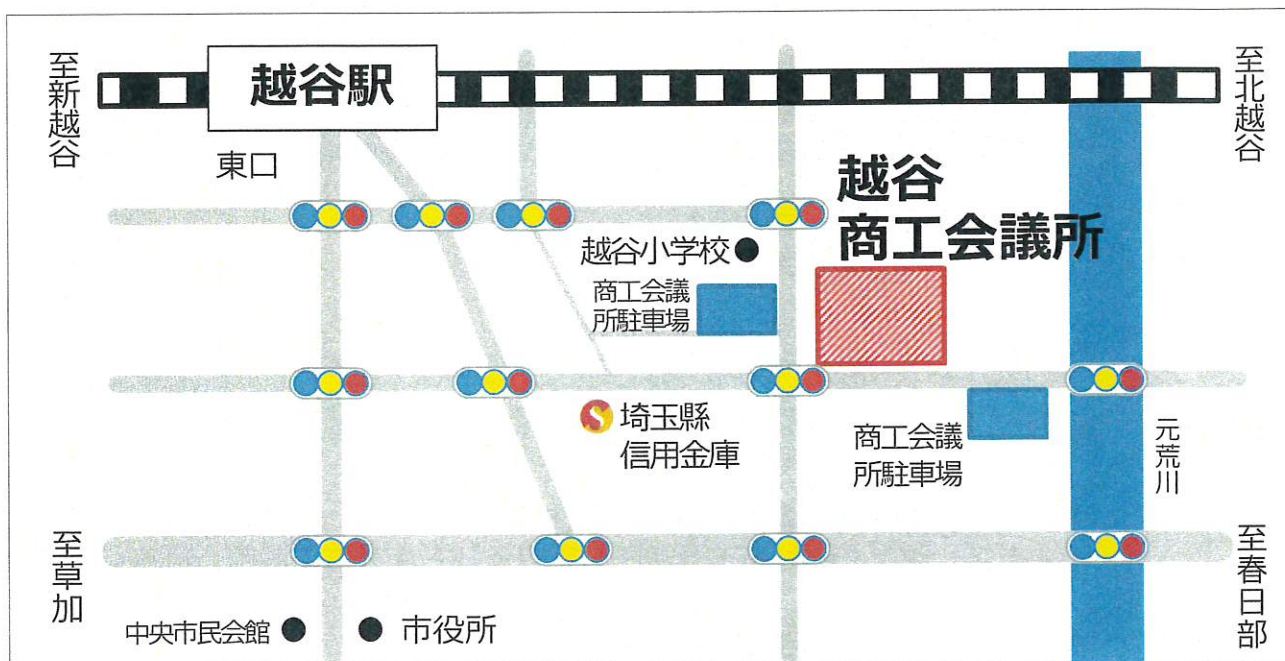 至新越谷
越谷駅
至北越谷
東口
越谷
商工会議所
越谷小学校
商工会議
所駐車場
S
埼玉縣
信用金庫
商工会議
所駐車場
元荒川
至草加
至春日部
中央市民会館
市役所